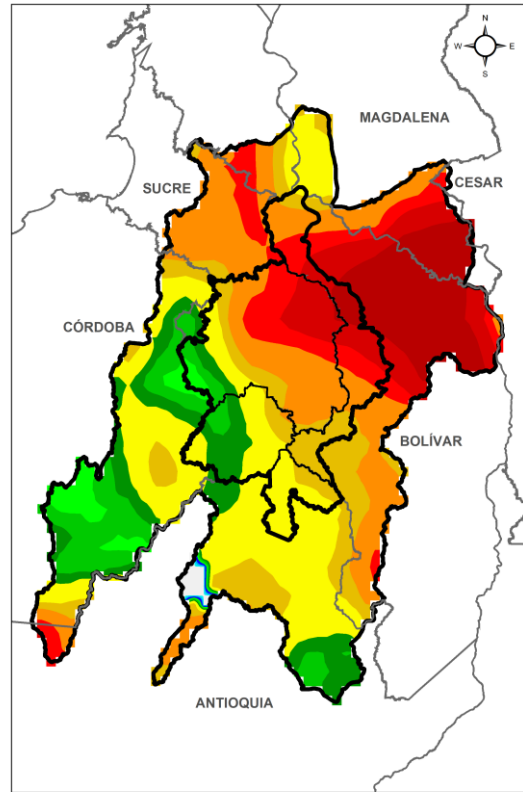 N
W E
S
MAGDALENA
CESAR
SUCRE
CÓRDOBA
BOLÍVAR
ANTIOQUIA